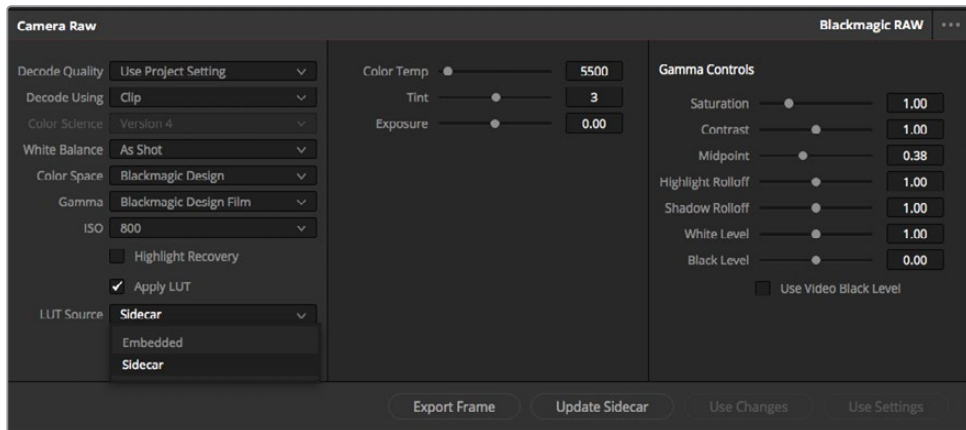 Camera Raw
Blackmagic RAW
Decode Quality Use Project Setting
Decode Using Clip
Color Science Version 4
White Balance As Shot
Color Space Blackmagic Design
Gamma Blackmagic Design Film
ISO 800
Highlight Recovery
Apply LUT
LUT Source Sidecar
Embedded
Sidecar
Color Temp 5500
Tint 3
Exposure 0.00
Gamma Controls
Saturation 1.00
Contrast 1.00
Midpoint 0.38
Highlight Rolloff 1.00
Shadow Rolloff 1.00
White Level 1.00
Black Level 0.00
Use Video Black Level
Export Frame
Update Sidecar
Use Changes
Use Settings